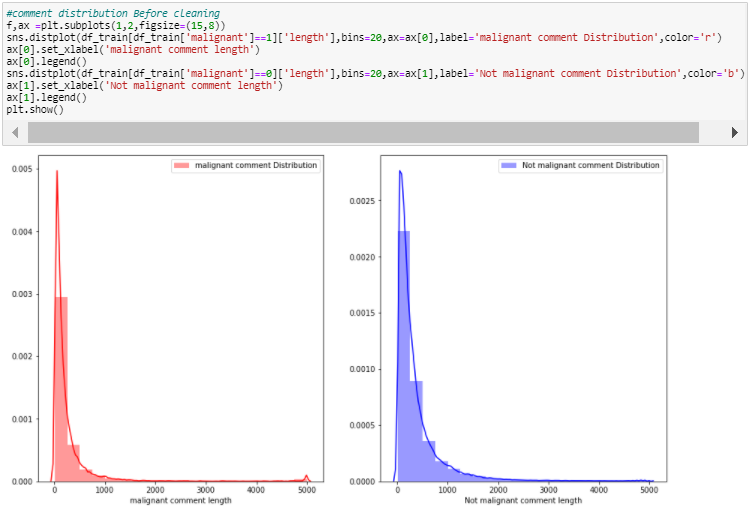 #comment distribution Before cleaning
f,ax =plt.subplots(1,2,figsize=(15,8))
sns.distplot(df_train[df_train['malignant']==1]['length'],bins=20,ax=ax[0],label='malignant comment Distribution',color='r')
ax[0].set_xlabel('malignant comment length')
ax[0].legend()
sns.distplot(df_train[df_train['malignant']==0]['length'],bins=20,ax=ax[1],label='Not malignant comment Distribution',color='b')
ax[1].set_xlabel('Not malignant comment length')
ax[1].legend()
plt.show()
malignant comment Distribution
0.005
0.004
0.003
0.002
0.001
0.000
0 1000 2000 3000 4000 5000
malignant comment length
Not malignant comment Distribution
0.0025
0.0020
0.0015
0.0010
0.0005
0.0000
0 1000 2000 3000 4000 5000
Not malignant comment length